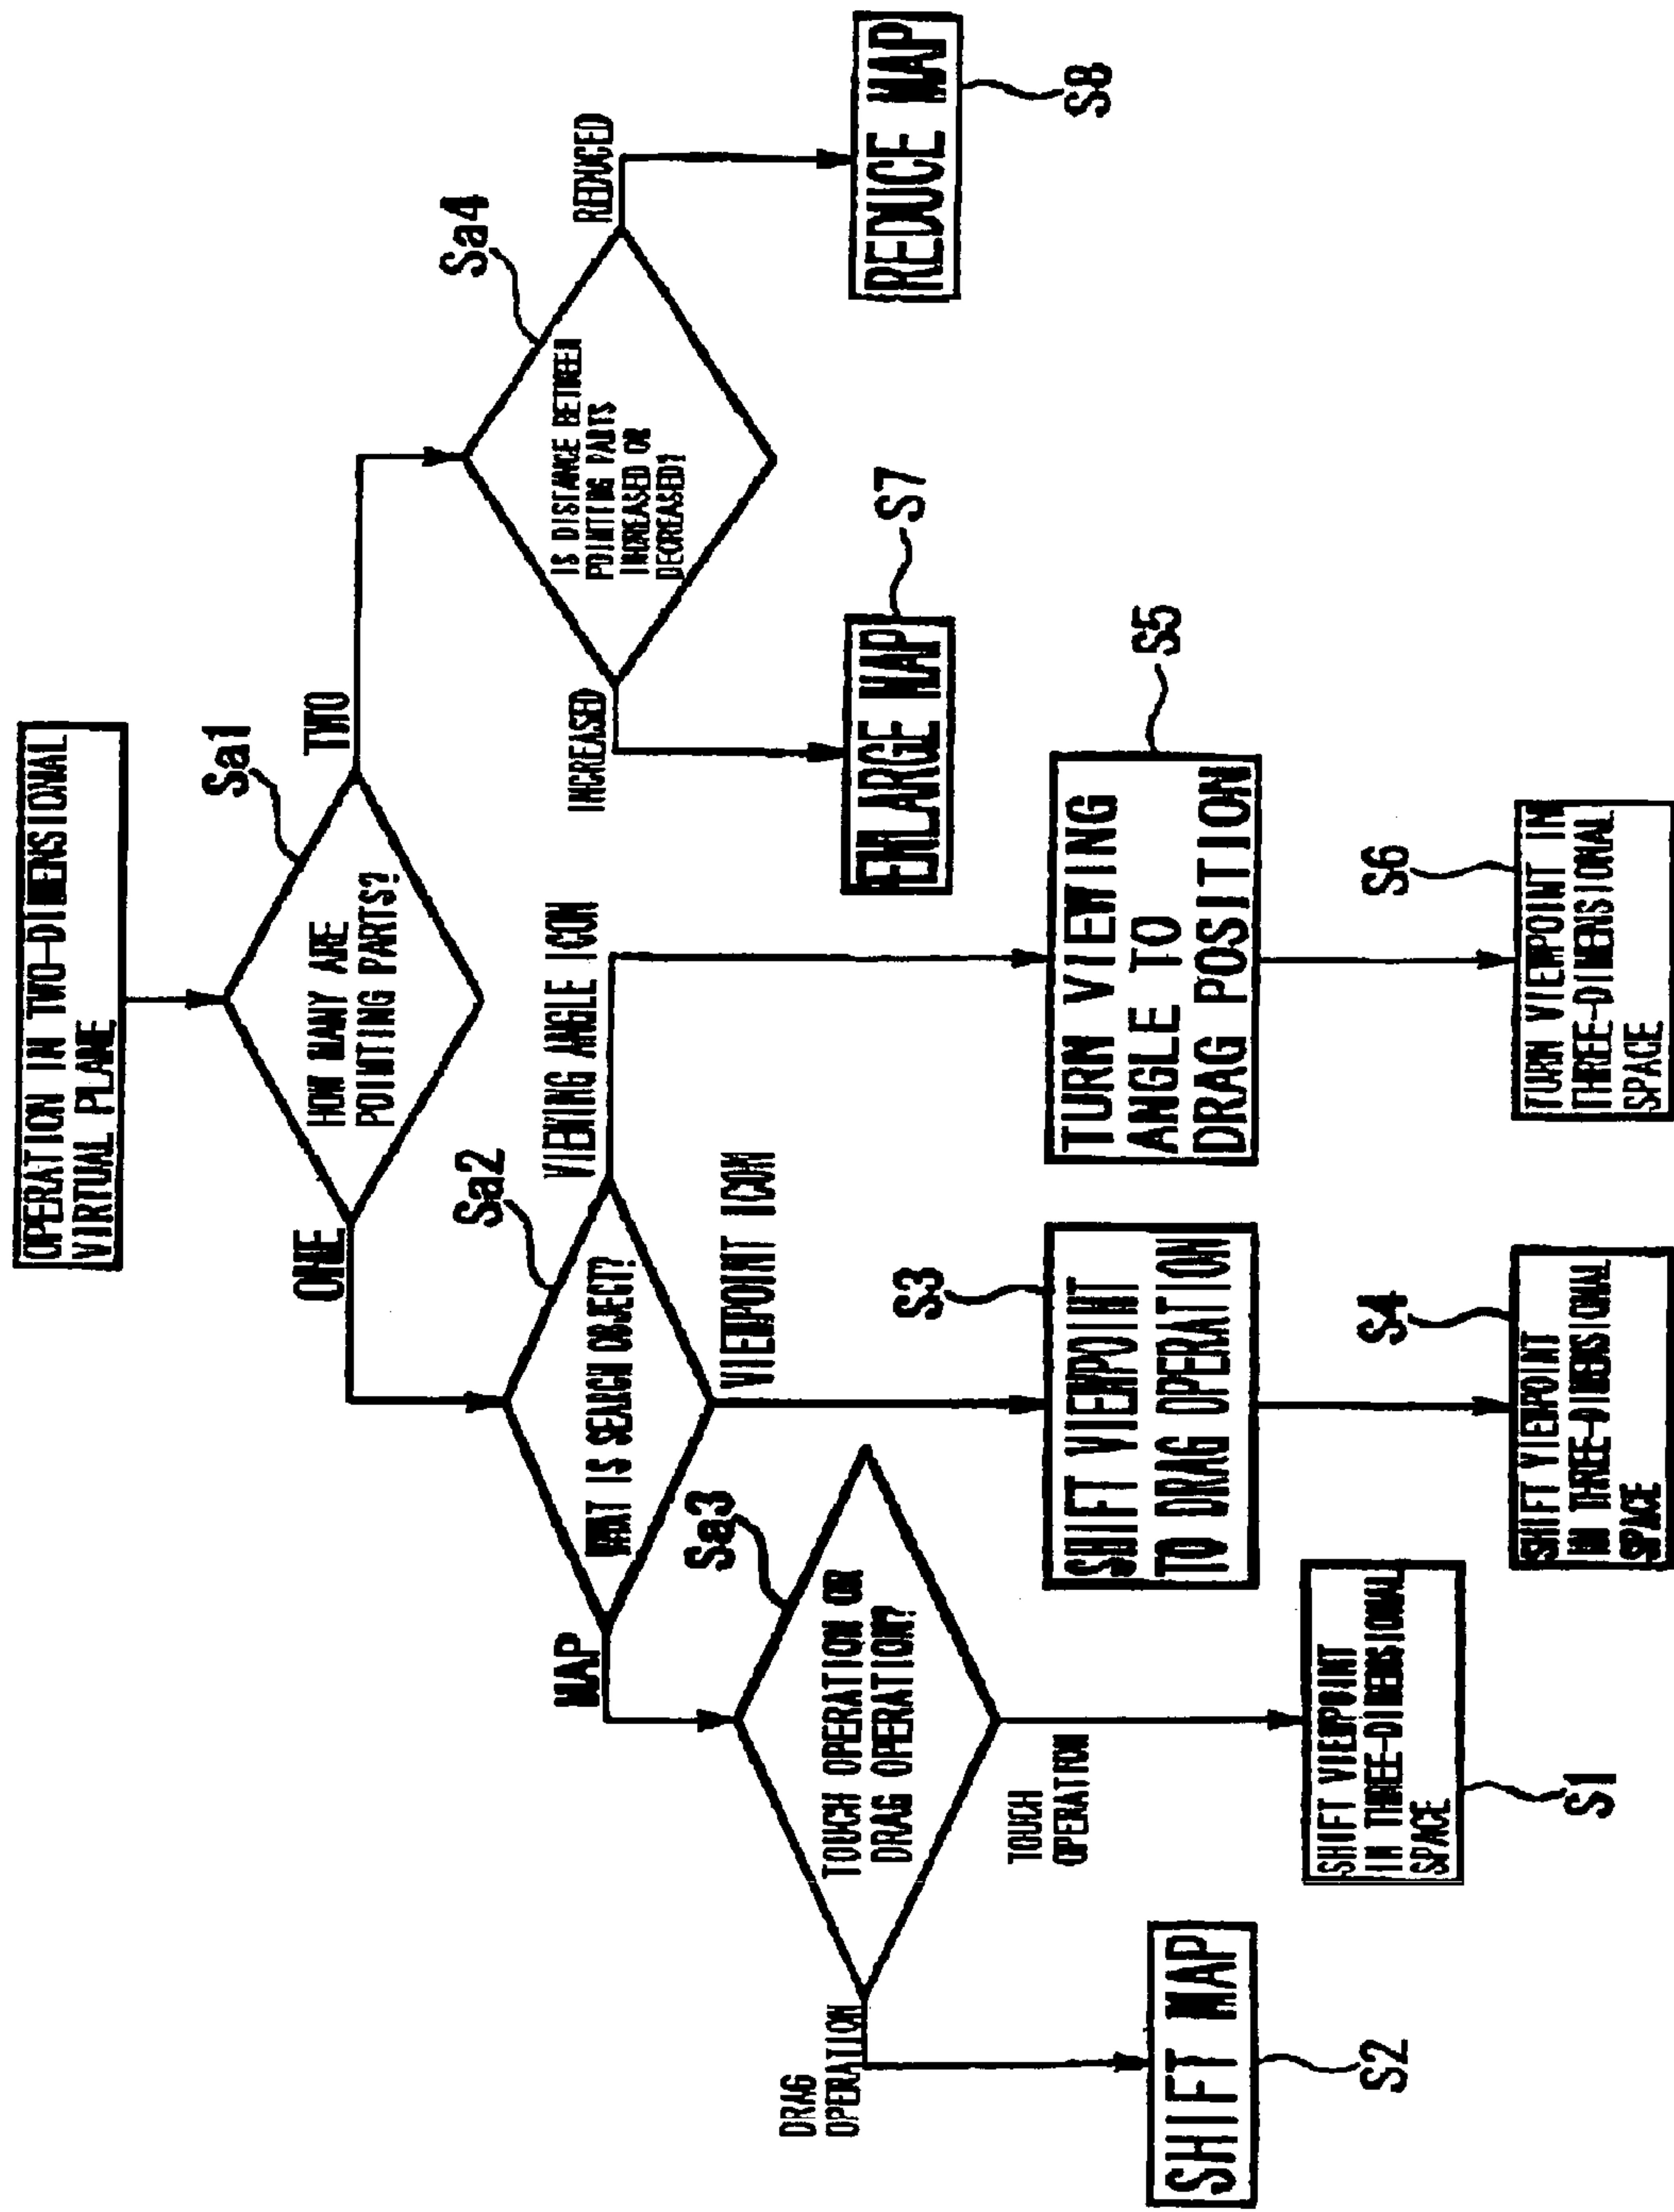 OPERATION IN TWO-DIMENSIONAL
VIRTUAL PLANE
Sa1
HOW MANY ARE
POINTING PARTS?
ONE
TWO
Sa2
WHAT IS SEARCH OBJECT?
MAP
VIEWPOINT ICON
VIEWING ANGLE ICON
Sa4
IS DISTANCE BETWEEN
POINTING PARTS
INCREASED OR
DECREASED?
INCREASED
REDUCED
Sa3
TOUCH OPERATION OR
DRAG OPERATION?
DRAG
OPERATION
TOUCH
OPERATION
ENLARGE MAP
S7
REDUCE MAP
S8
SHIFT MAP
S2
SHIFT VIEWPOINT
IN THREE-DIMENSIONAL
SPACE
S1
SHIFT VIEWPOINT
TO DRAG OPERATION
S3
SHIFT VIEWPOINT
IN THREE-DIMENSIONAL
SPACE
S4
TURN VIEWING
ANGLE TO
DRAG POSITION
S5
TURN VIEWPOINT IN
THREE-DIMENSIONAL
SPACE
S6